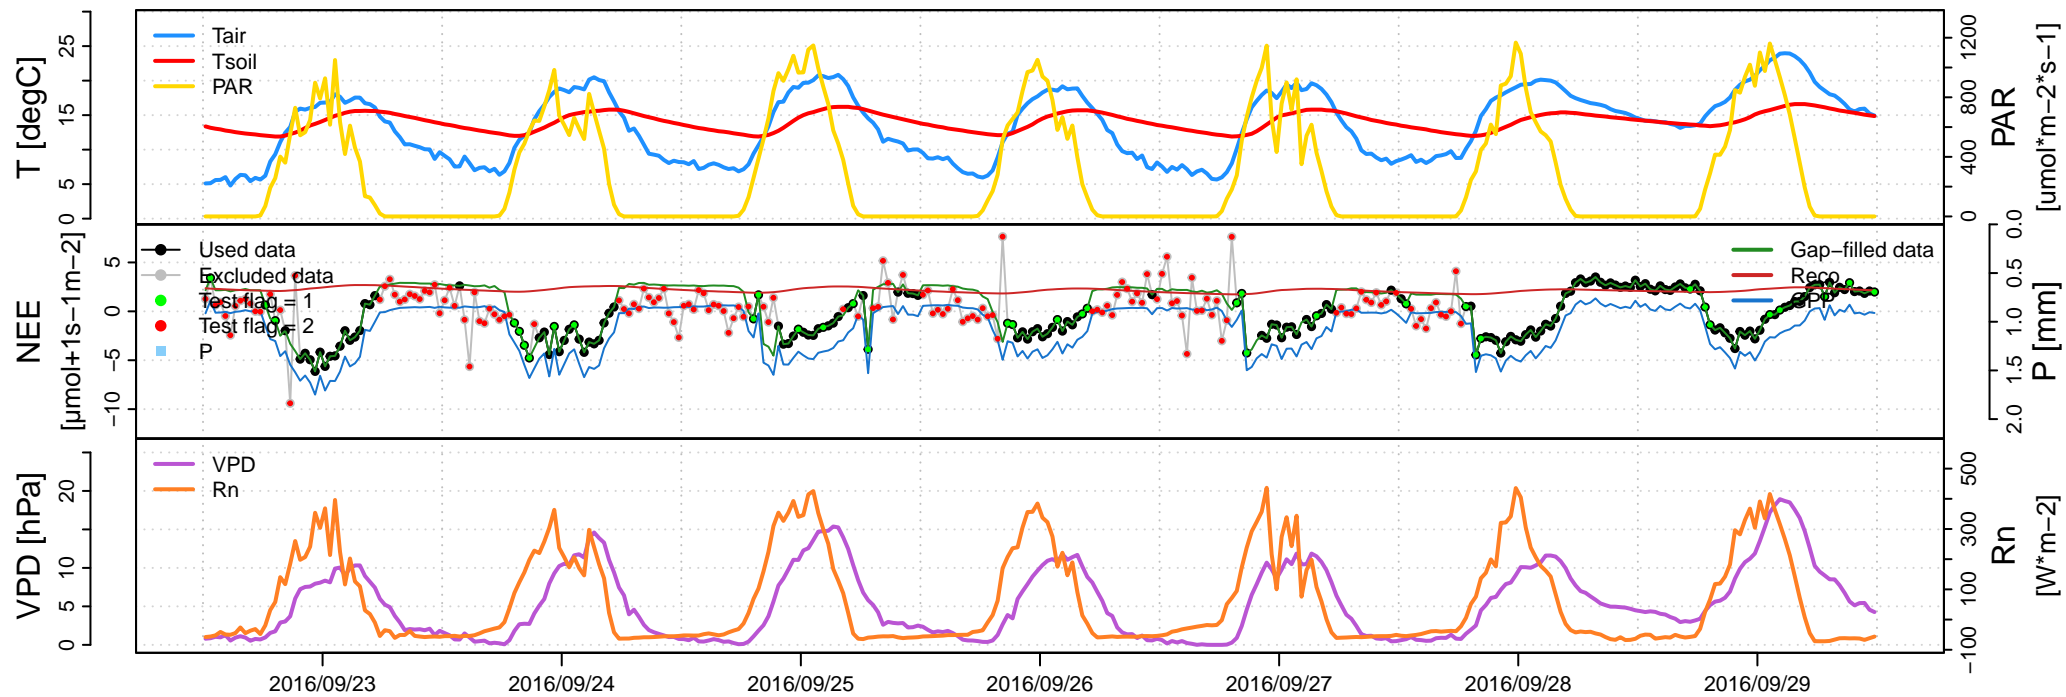 T [degC]
0
5
15
25
Tair
Tsoil
PAR
0
400
800
1200
PAR
[umol*m−2*s−1]
NEE
[µmol+1s−1m−2]
−10
−5
0
5
Used data
Excluded data
Test flag = 1
Test flag = 2
P
Gap−filled data
Reco
GPP
0.0
0.5
1.0
1.5
2.0
P [mm]
VPD [hPa]
0
5
10
20
VPD
Rn
−100
100
300
500
Rn
[W*m−2]
2016/09/23
2016/09/24
2016/09/25
2016/09/26
2016/09/27
2016/09/28
2016/09/29